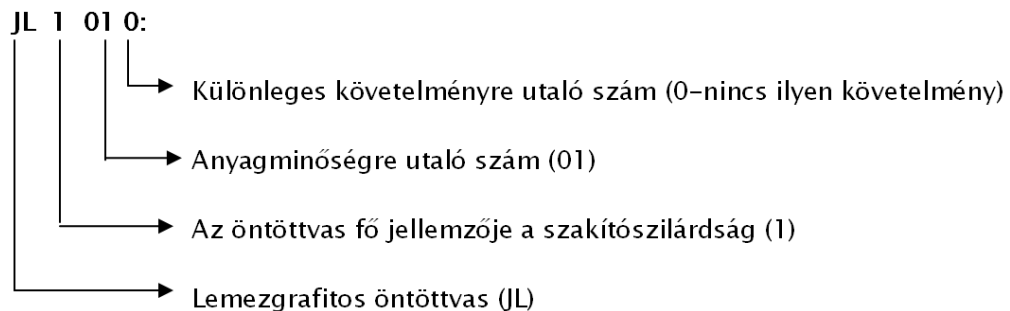 JL 1 01 0:
Különleges követelményre utaló szám (0-nincs ilyen követelmény)
Anyagminőségre utaló szám (01)
Az öntöttvas fő jellemzője a szakítószilárdság (1)
Lemezgrafitos öntöttvas (JL)